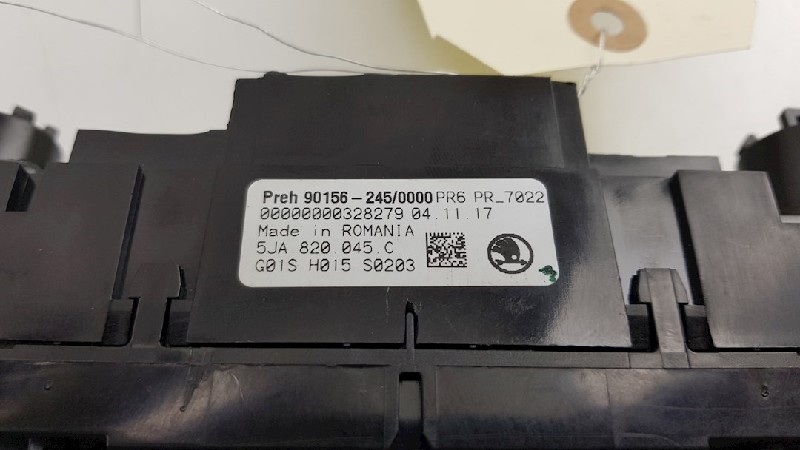 Preh 90156-245/0000 PR6 PR_7022
00000000328279 04.11.17
Made in ROMANIA
5JA 820.045.C
G01S H015 S0203
3